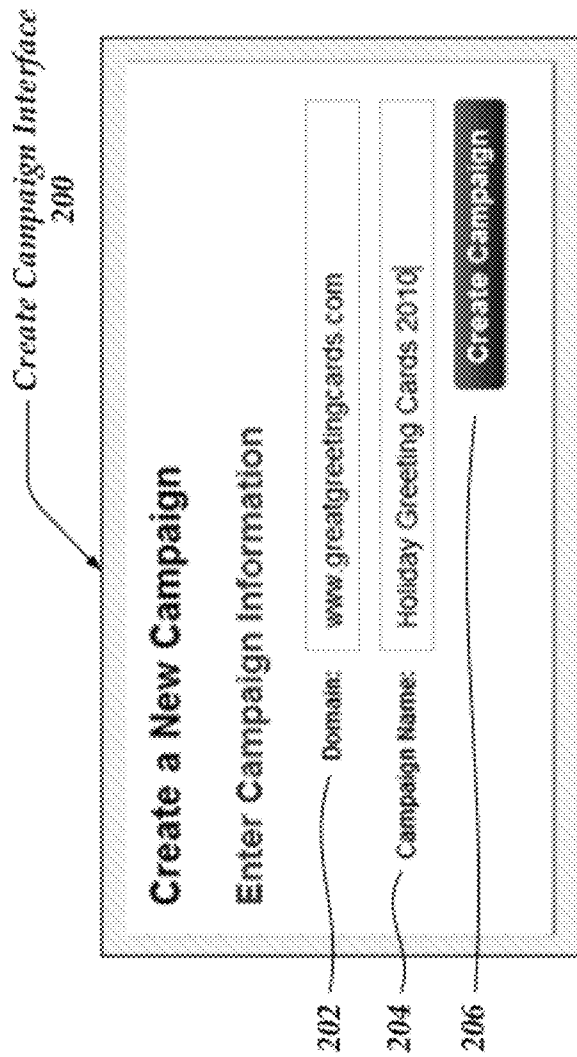 Create Campaign Interface
200
Create a New Campaign
Enter Campaign Information
202
Domain: www.greatgreetingcards.com
204
Campaign Name: Holiday Greeting Cards 2010
206
Create Campaign